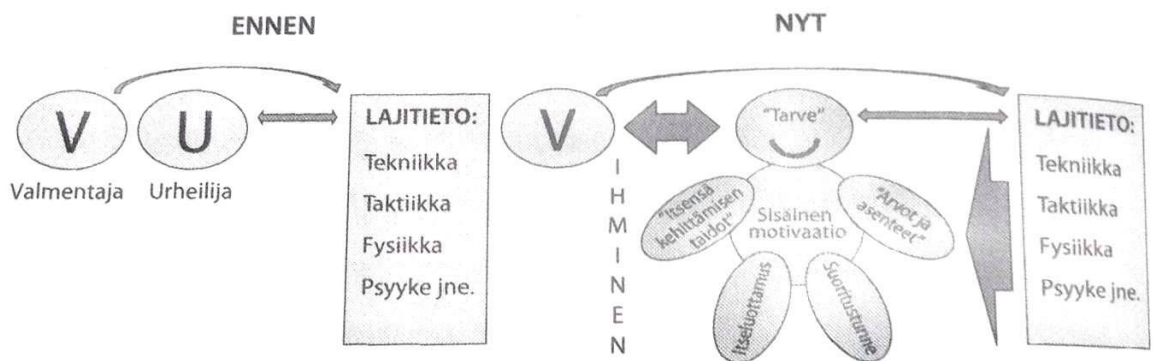 ENNEN
V
U
Valmentaja
Urheilija
LAJITIETO:
Tekniikka
Taktiikka
Fysiikka
Psyyke jne.
NYT
V
IHMINEN
"Tarve"
"Itsensä
kehittämisen
taidot"
Sisäinen
motivaatio
"Arvot ja
asenteet"
Itseluottamus
Suoritustunne
LAJITIETO:
Tekniikka
Taktiikka
Fysiikka
Psyyke jne.